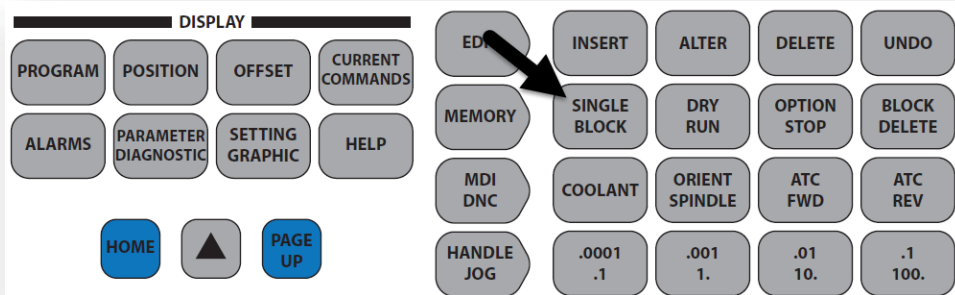 DISPLAY
PROGRAM
POSITION
OFFSET
CURRENT
COMMANDS
ALARMS
PARAMETER
DIAGNOSTIC
SETTING
GRAPHIC
HELP
HOME
PAGE
UP
INSERT
ALTER
DELETE
UNDO
MEMORY
SINGLE
BLOCK
DRY
RUN
OPTION
STOP
BLOCK
DELETE
MDI
DNC
COOLANT
ORIENT
SPINDLE
ATC
FWD
ATC
REV
HANDLE
JOG
.0001
.1
.001
1.
.01
10.
.1
100.